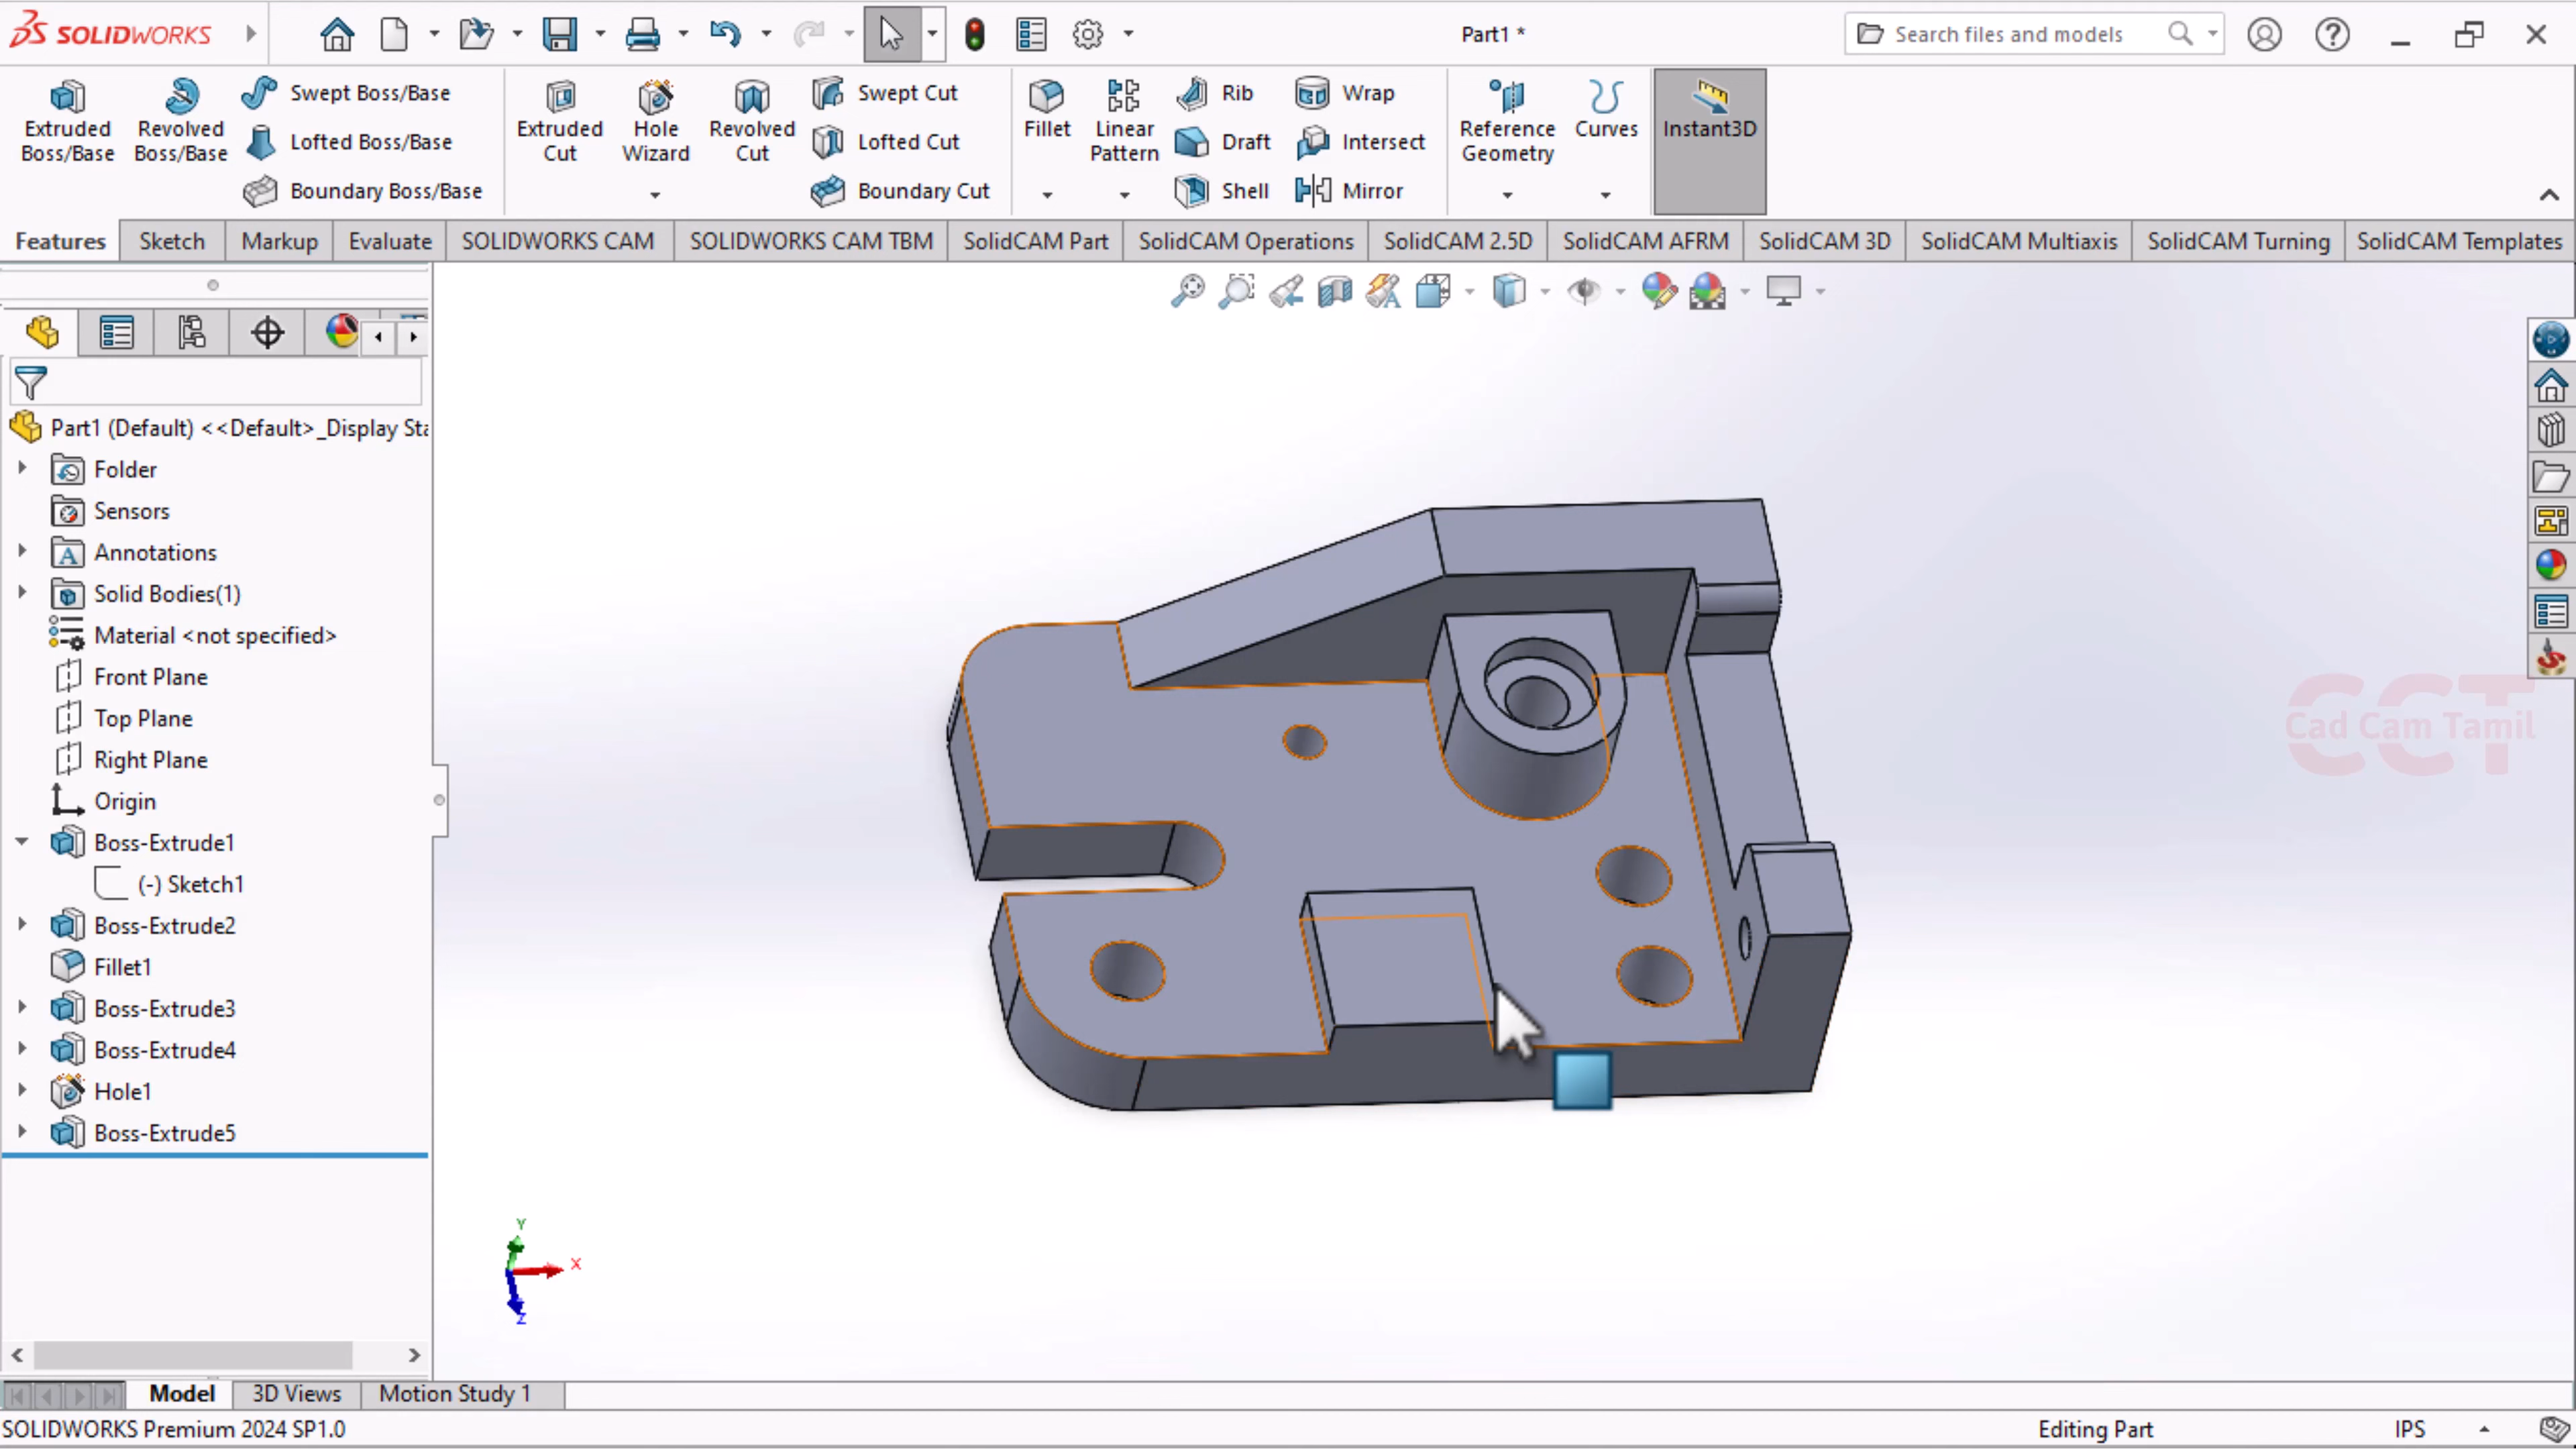 SOLIDWORKS
Part1 *
Search files and models
Extruded Boss/Base
Revolved Boss/Base
Swept Boss/Base
Lofted Boss/Base
Boundary Boss/Base
Extruded Cut
Hole Wizard
Revolved Cut
Swept Cut
Lofted Cut
Boundary Cut
Fillet
Linear Pattern
Rib
Draft
Shell
Wrap
Intersect
Mirror
Reference Geometry
Curves
Instant3D
Features
Sketch
Markup
Evaluate
SOLIDWORKS CAM
SOLIDWORKS CAM TBM
SolidCAM Part
SolidCAM Operations
SolidCAM 2.5D
SolidCAM AFRM
SolidCAM 3D
SolidCAM Multiaxis
SolidCAM Turning
SolidCAM Templates
Part1 (Default) <<Default>_Display Sta
Folder
Sensors
Annotations
Solid Bodies(1)
Material <not specified>
Front Plane
Top Plane
Right Plane
Origin
Boss-Extrude1
(-) Sketch1
Boss-Extrude2
Fillet1
Boss-Extrude3
Boss-Extrude4
Hole1
Boss-Extrude5
CCT
Cad Cam Tamil
Y
X
Z
Model
3D Views
Motion Study 1
SOLIDWORKS Premium 2024 SP1.0
Editing Part
IPS